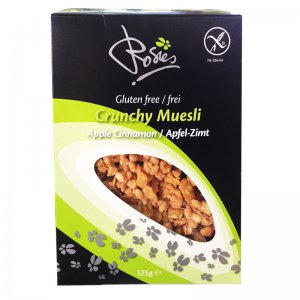 Rosies
Gluten free / frei
Crunchy Muesli
Apple Cinnamon / Apfel-Zimt
325g e